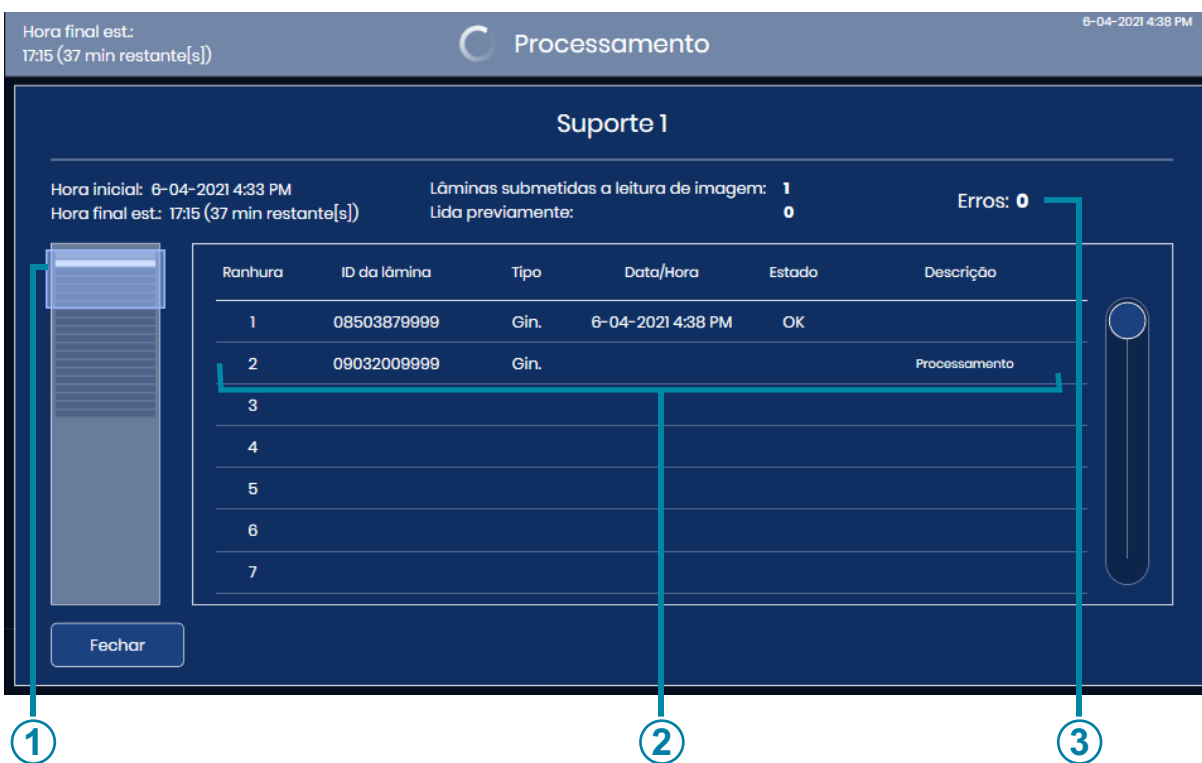 Hora final est.:
17:15 (37 min restante[s])
Processamento
6-04-2021 4:38 PM
Suporte 1
Hora inicial: 6-04-2021 4:33 PM
Hora final est.: 17:15 (37 min restante[s])
Lâminas submetidas a leitura de imagem: 1
Lida previamente: 0
Erros: 0
Ranhura ID da lâmina Tipo Data/Hora Estado Descrição
1 08503879999 Gin. 6-04-2021 4:38 PM OK
2 09032009999 Gin. Processamento
3
4
5
6
7
Fechar
1 2 3